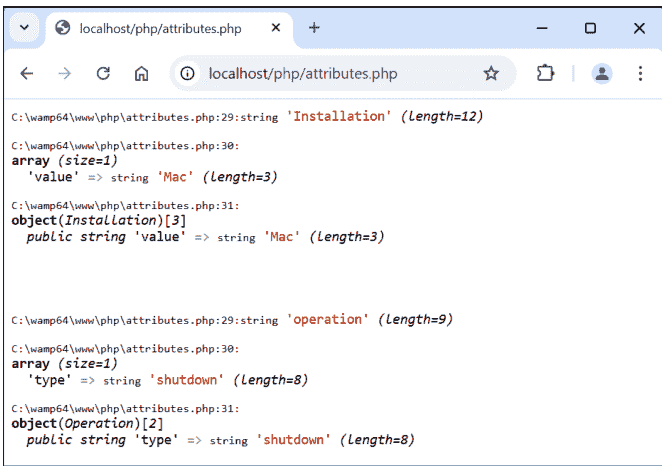 localhost/php/attributes.php
localhost/php/attributes.php
C:\wamp64\www\php\attributes.php:29:string 'Installation' (length=12)
C:\wamp64\www\php\attributes.php:30:
array (size=1)
'value' => string 'Mac' (length=3)
C:\wamp64\www\php\attributes.php:31:
object(Installation)[3]
public string 'value' => string 'Mac' (length=3)
C:\wamp64\www\php\attributes.php:29:string 'operation' (length=9)
C:\wamp64\www\php\attributes.php:30:
array (size=1)
'type' => string 'shutdown' (length=8)
C:\wamp64\www\php\attributes.php:31:
object(Operation)[2]
public string 'type' => string 'shutdown' (length=8)